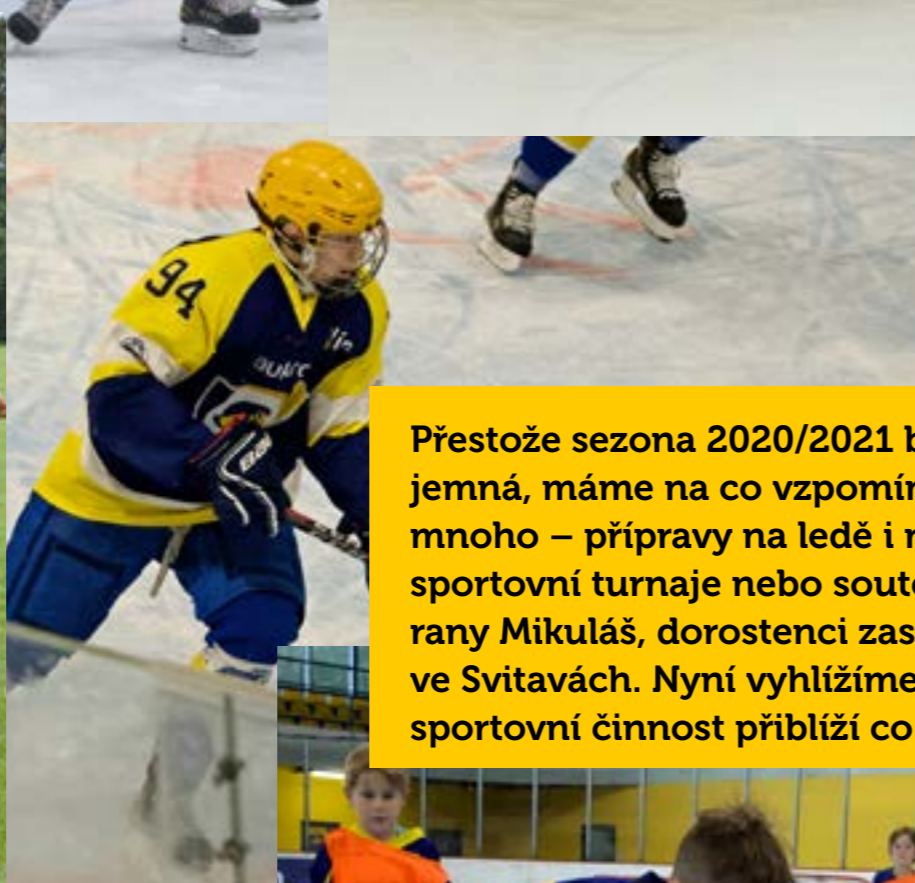 94
Přestože sezona 2020/2021 b
jemná, máme na co vzpomín
mnoho – přípravy na ledě i n
sportovní turnaje nebo soutě
rany Mikuláš, dorostenci zas
ve Svitavách. Nyní vyhlížíme
sportovní činnost přiblíží co